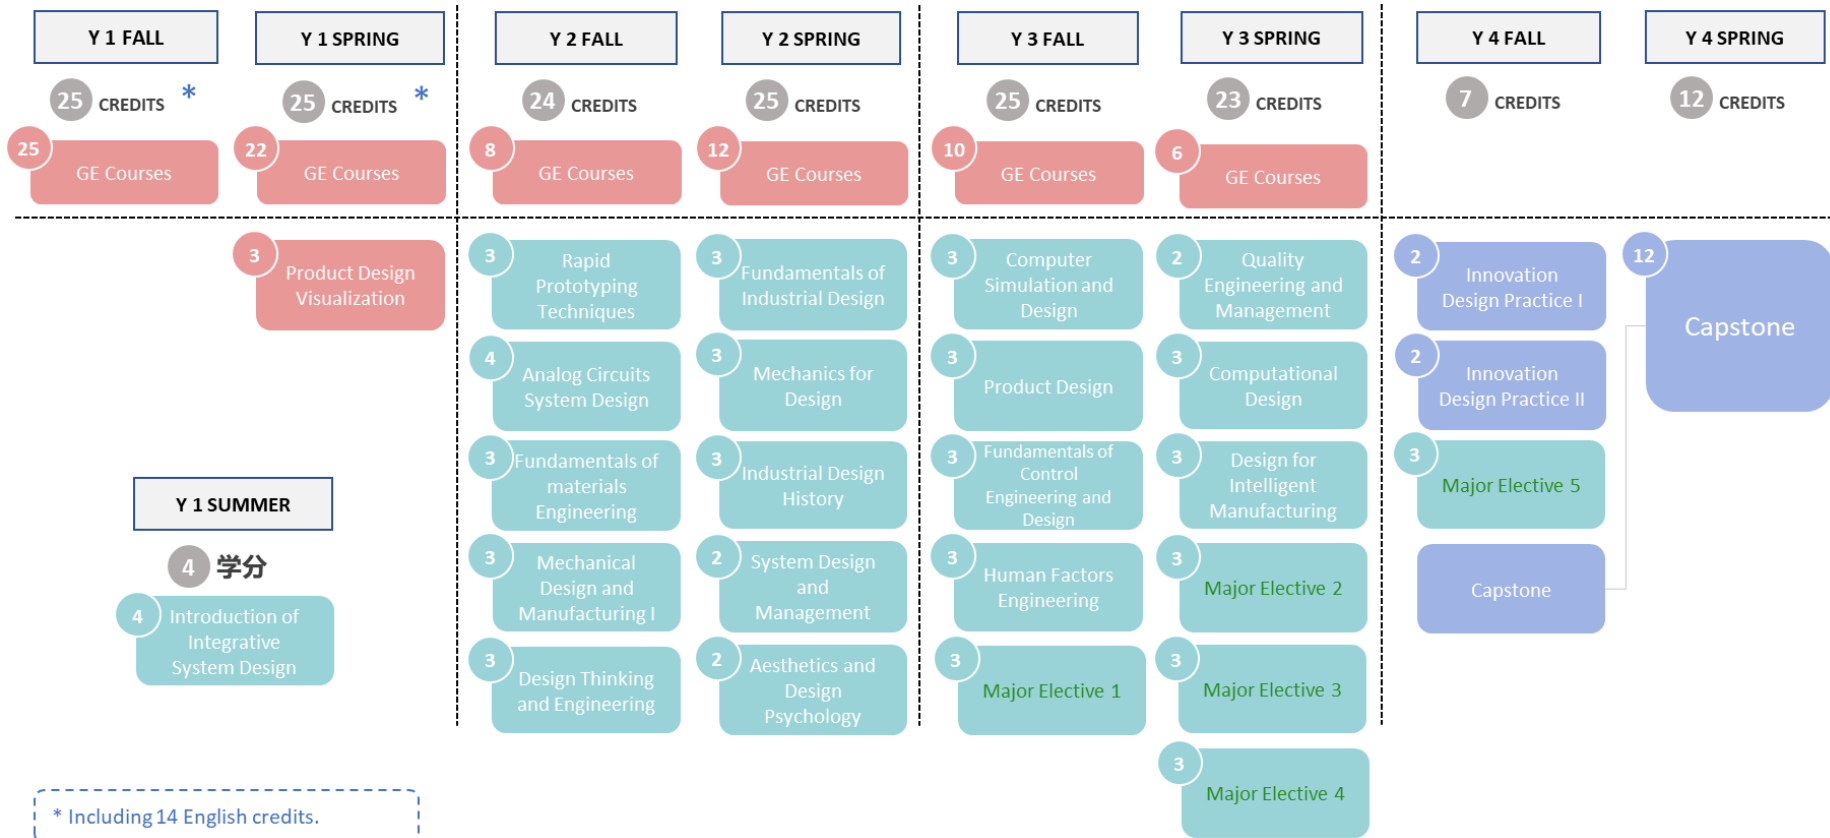 Y 1 FALL
25 CREDITS *
25
GE Courses
Y 1 SPRING
25 CREDITS *
22
GE Courses
3
Product Design
Visualization
Y 1 SUMMER
4 学分
4
Introduction of
Integrative
System Design
* Including 14 English credits.
Y 2 FALL
24 CREDITS
8
GE Courses
3
Rapid
Prototyping
Techniques
4
Analog Circuits
System Design
3
Fundamentals of
materials
Engineering
3
Mechanical
Design and
Manufacturing I
3
Design Thinking
and Engineering
Y 2 SPRING
25 CREDITS
12
GE Courses
3
Fundamentals of
Industrial Design
3
Mechanics for
Design
3
Industrial Design
History
2
System Design
and
Management
2
Aesthetics and
Design
Psychology
Y 3 FALL
25 CREDITS
10
GE Courses
3
Computer
Simulation and
Design
3
Product Design
3
Fundamentals of
Control
Engineering and
Design
3
Human Factors
Engineering
3
Major Elective 1
Y 3 SPRING
23 CREDITS
6
GE Courses
2
Quality
Engineering and
Management
3
Computational
Design
3
Design for
Intelligent
Manufacturing
3
Major Elective 2
3
Major Elective 3
3
Major Elective 4
Y 4 FALL
7 CREDITS
2
Innovation
Design Practice I
2
Innovation
Design Practice II
3
Major Elective 5
Capstone
Y 4 SPRING
12 CREDITS
12
Capstone